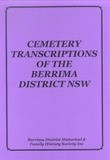 CEMETERY
TRANSCRIPTIONS
OF THE
BERRIMA
DISTRICT NSW
Berrima District Historical &
Family History Society Inc